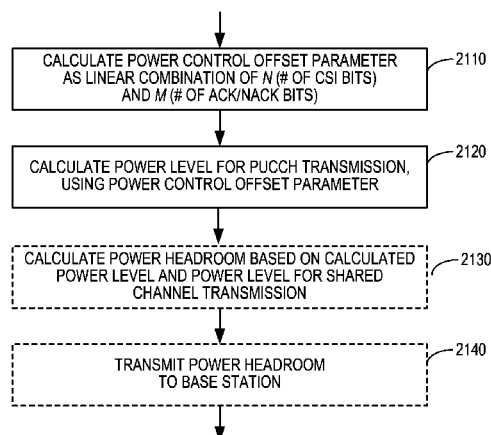 CALCULATE POWER CONTROL OFFSET PARAMETER
AS LINEAR COMBINATION OF N (# OF CSI BITS)
AND M (# OF ACK/NACK BITS)
2110
CALCULATE POWER LEVEL FOR PUCCH TRANSMISSION,
USING POWER CONTROL OFFSET PARAMETER
2120
CALCULATE POWER HEADROOM BASED ON CALCULATED
POWER LEVEL AND POWER LEVEL FOR SHARED
CHANNEL TRANSMISSION
2130
TRANSMIT POWER HEADROOM
TO BASE STATION
2140